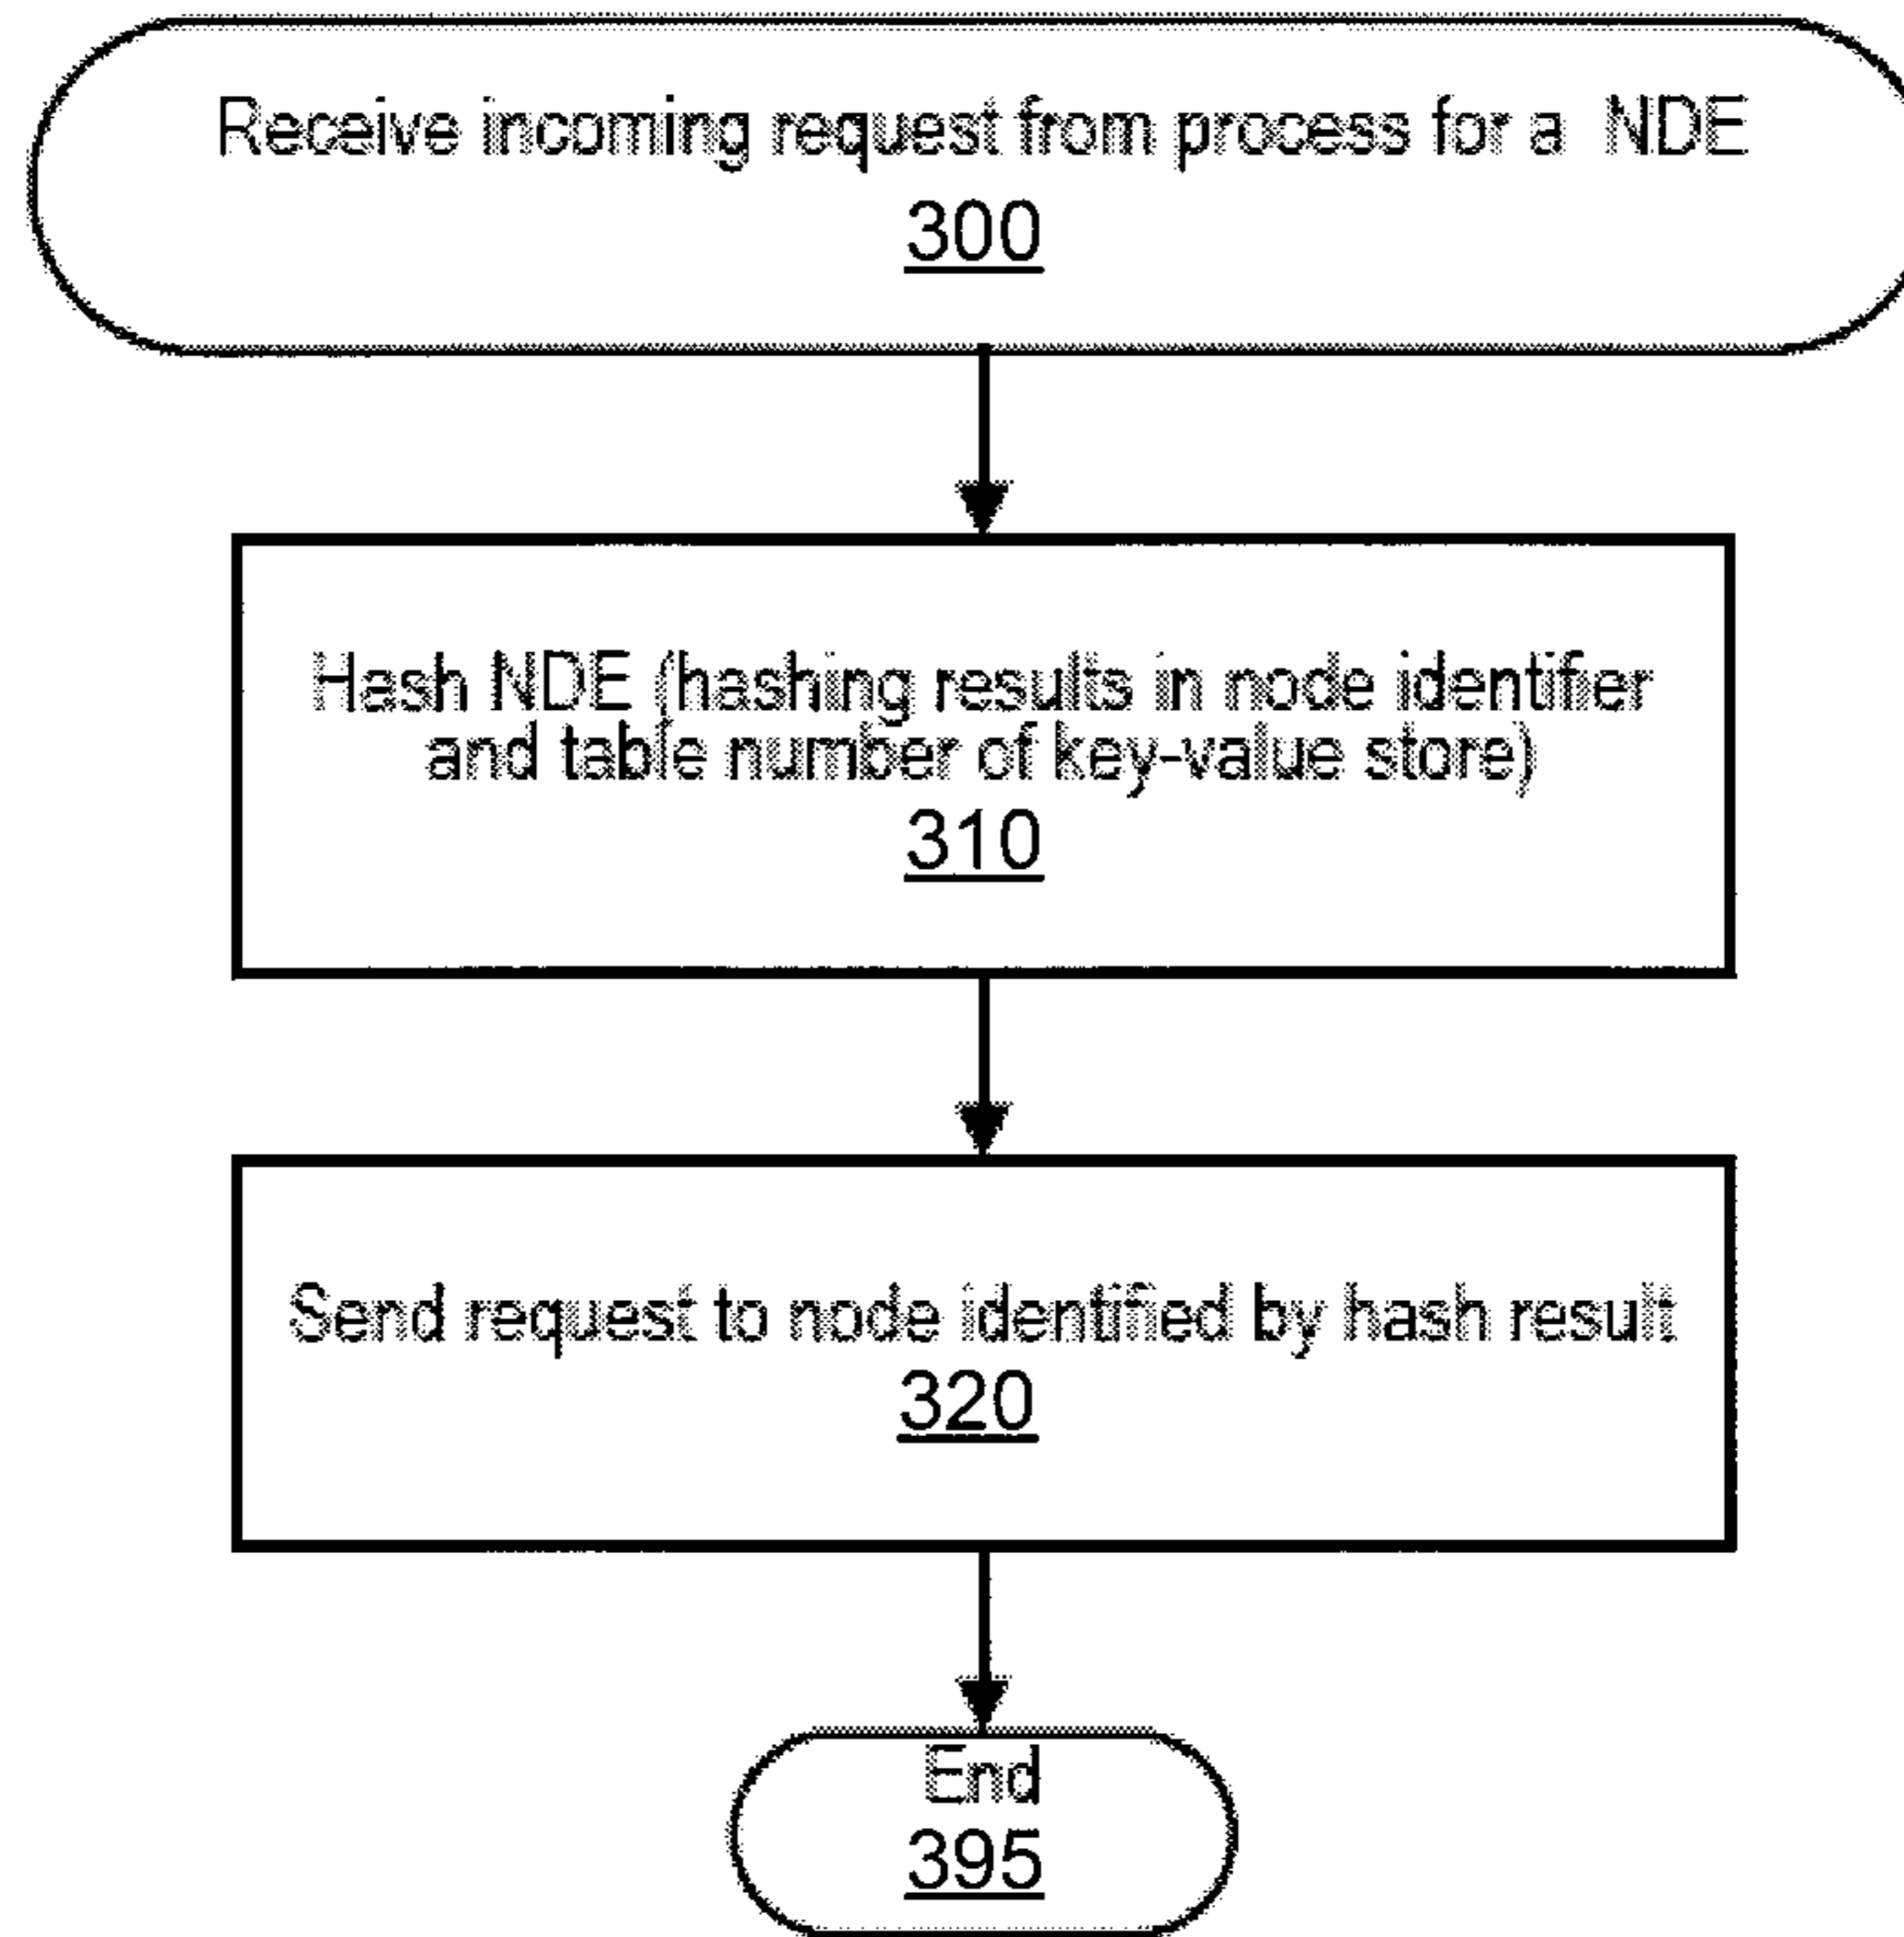 Receive incoming request from process for a NDE
300
Hash NDE (hashing results in node identifier
and table number of key-value store)
310
Send request to node identified by hash result
320
End
395